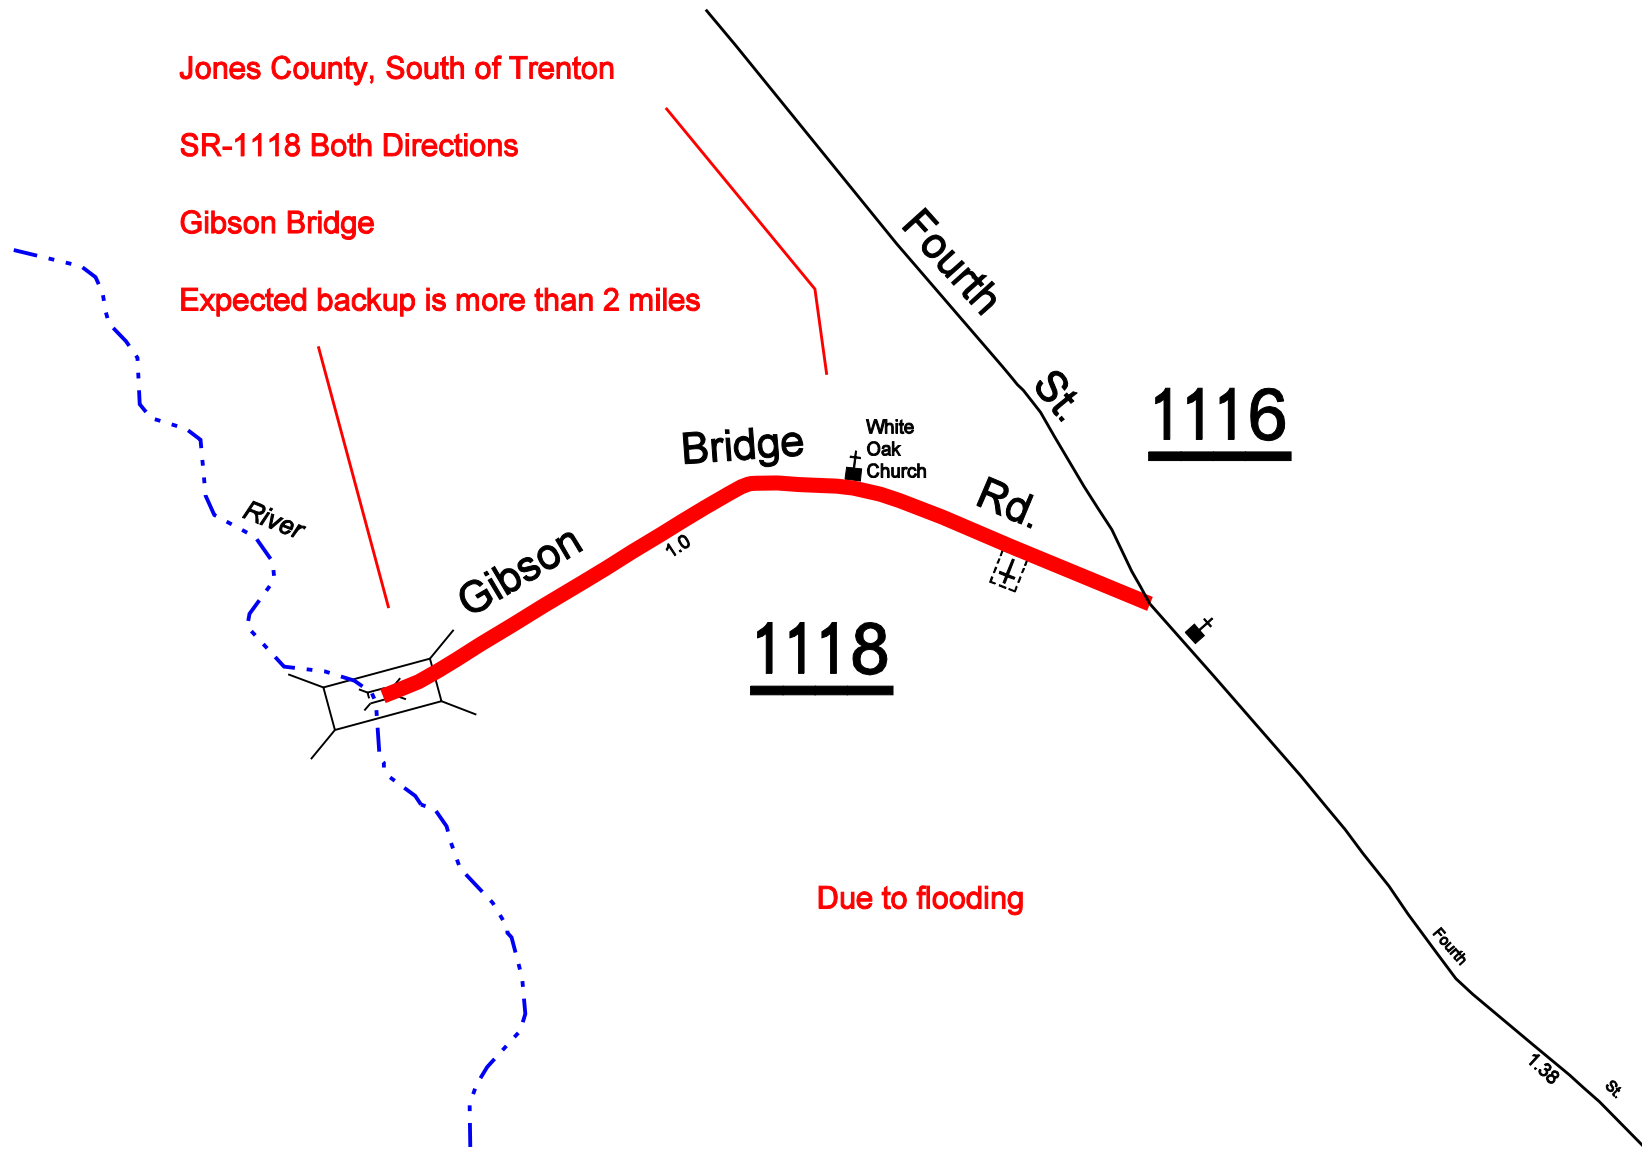 Jones County, South of Trenton
SR-1118 Both Directions
Gibson Bridge
Expected backup is more than 2 miles
Fourth
St.
1116
White
Oak
Church
Bridge
Rd.
River
Gibson
1.0
1118
Due to flooding
Fourth
1.38
St.